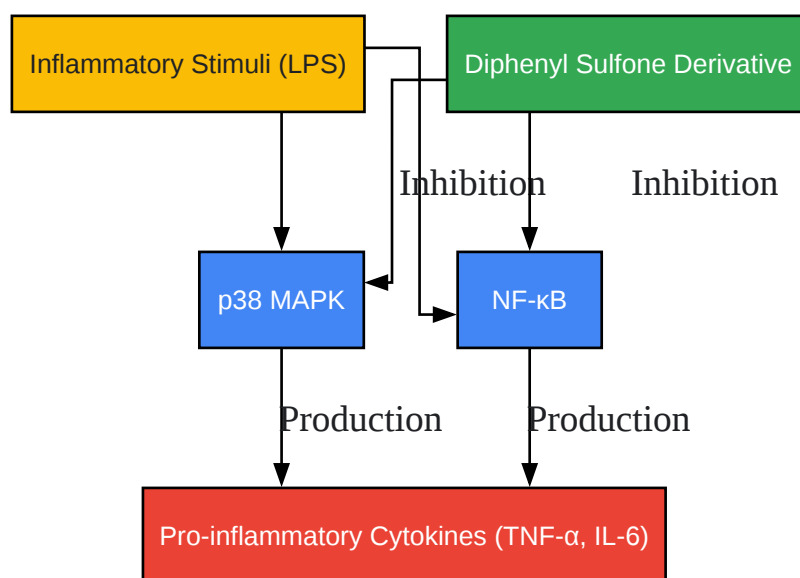 Inflammatory Stimuli (LPS)
Diphenyl Sulfone Derivative
Inhibition
Inhibition
p38 MAPK
NF-κB
Production
Production
Pro-inflammatory Cytokines (TNF-α, IL-6)